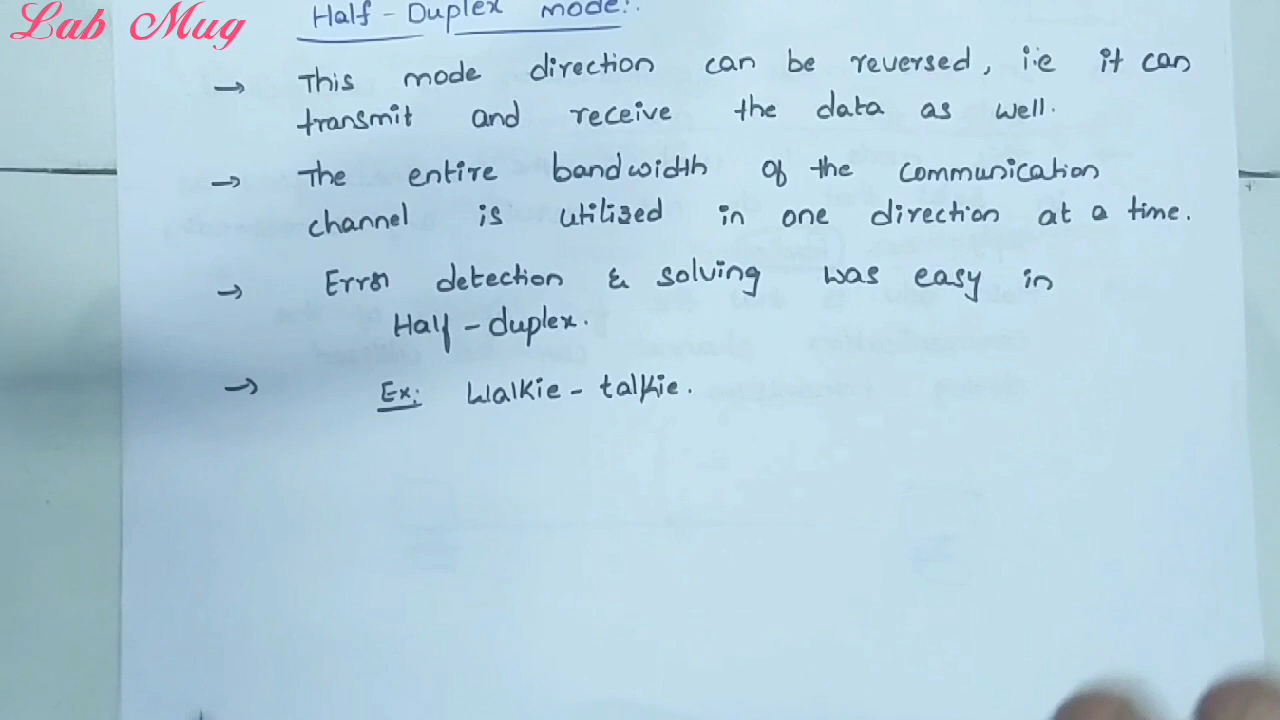 Lab Mug
Half-Duplex mode:.
→ This mode direction can be reversed, i.e it can
transmit and receive the data as well.
→ The entire bandwidth of the communication
channel is utilized in one direction at a time.
→ Error detection & solving was easy in
Half-duplex.
→ Ex: Walkie-talkie.